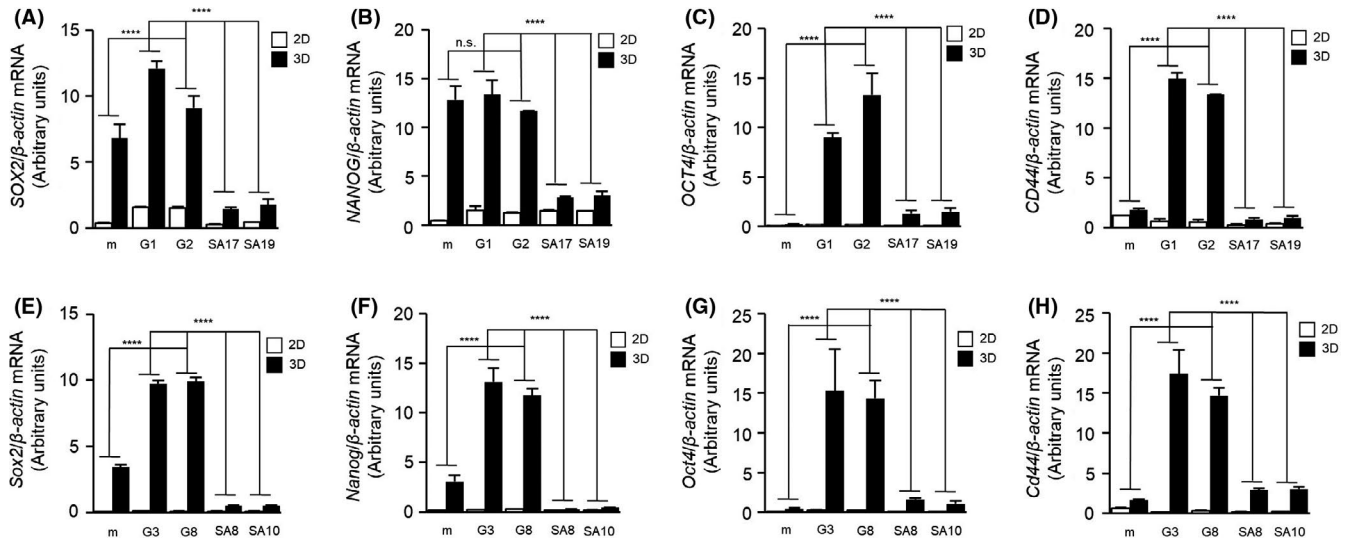 (A)
SOX2/β-actin mRNA
(Arbitrary units)
15
10
5
0
****
****
2D
3D
m G1 G2 SA17 SA19
(B)
NANOG/β-actin mRNA
(Arbitrary units)
20
15
10
5
0
n.s.
****
2D
3D
m G1 G2 SA17 SA19
(C)
OCT4/β-actin mRNA
(Arbitrary units)
20
15
10
5
0
****
****
2D
3D
m G1 G2 SA17 SA19
(D)
CD44/β-actin mRNA
(Arbitrary units)
20
15
10
5
0
****
****
2D
3D
m G1 G2 SA17 SA19
(E)
Sox2/β-actin mRNA
(Arbitrary units)
15
10
5
0
****
****
2D
3D
m G3 G8 SA8 SA10
(F)
Nanog/β-actin mRNA
(Arbitrary units)
20
15
10
5
0
****
****
2D
3D
m G3 G8 SA8 SA10
(G)
Oct4/β-actin mRNA
(Arbitrary units)
25
20
15
10
5
0
****
****
2D
3D
m G3 G8 SA8 SA10
(H)
Cd44/β-actin mRNA
(Arbitrary units)
25
20
15
10
5
0
****
****
2D
3D
m G3 G8 SA8 SA10